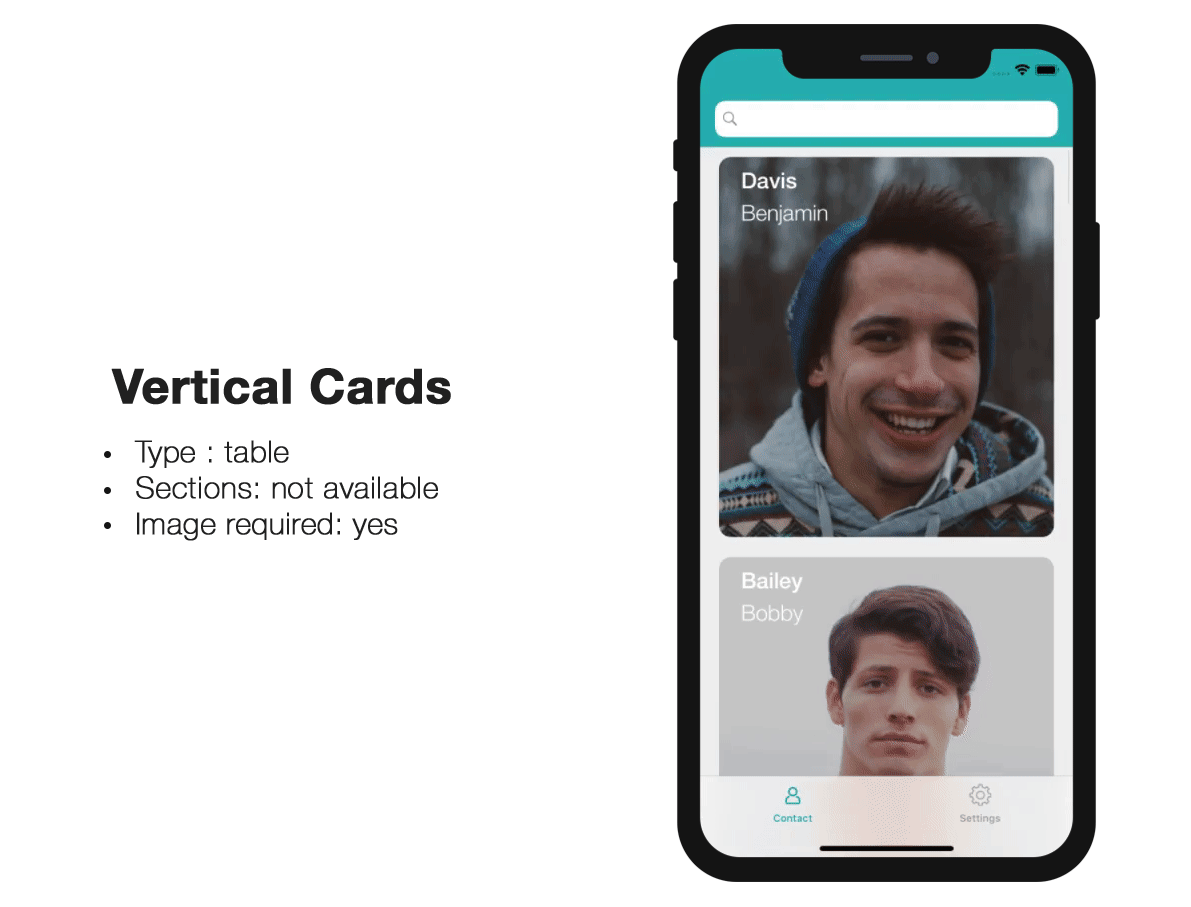 Vertical Cards
• Type : table
• Sections: not available
• Image required: yes
Davis
Benjamin
Bailey
Bobby
Contact
Settings